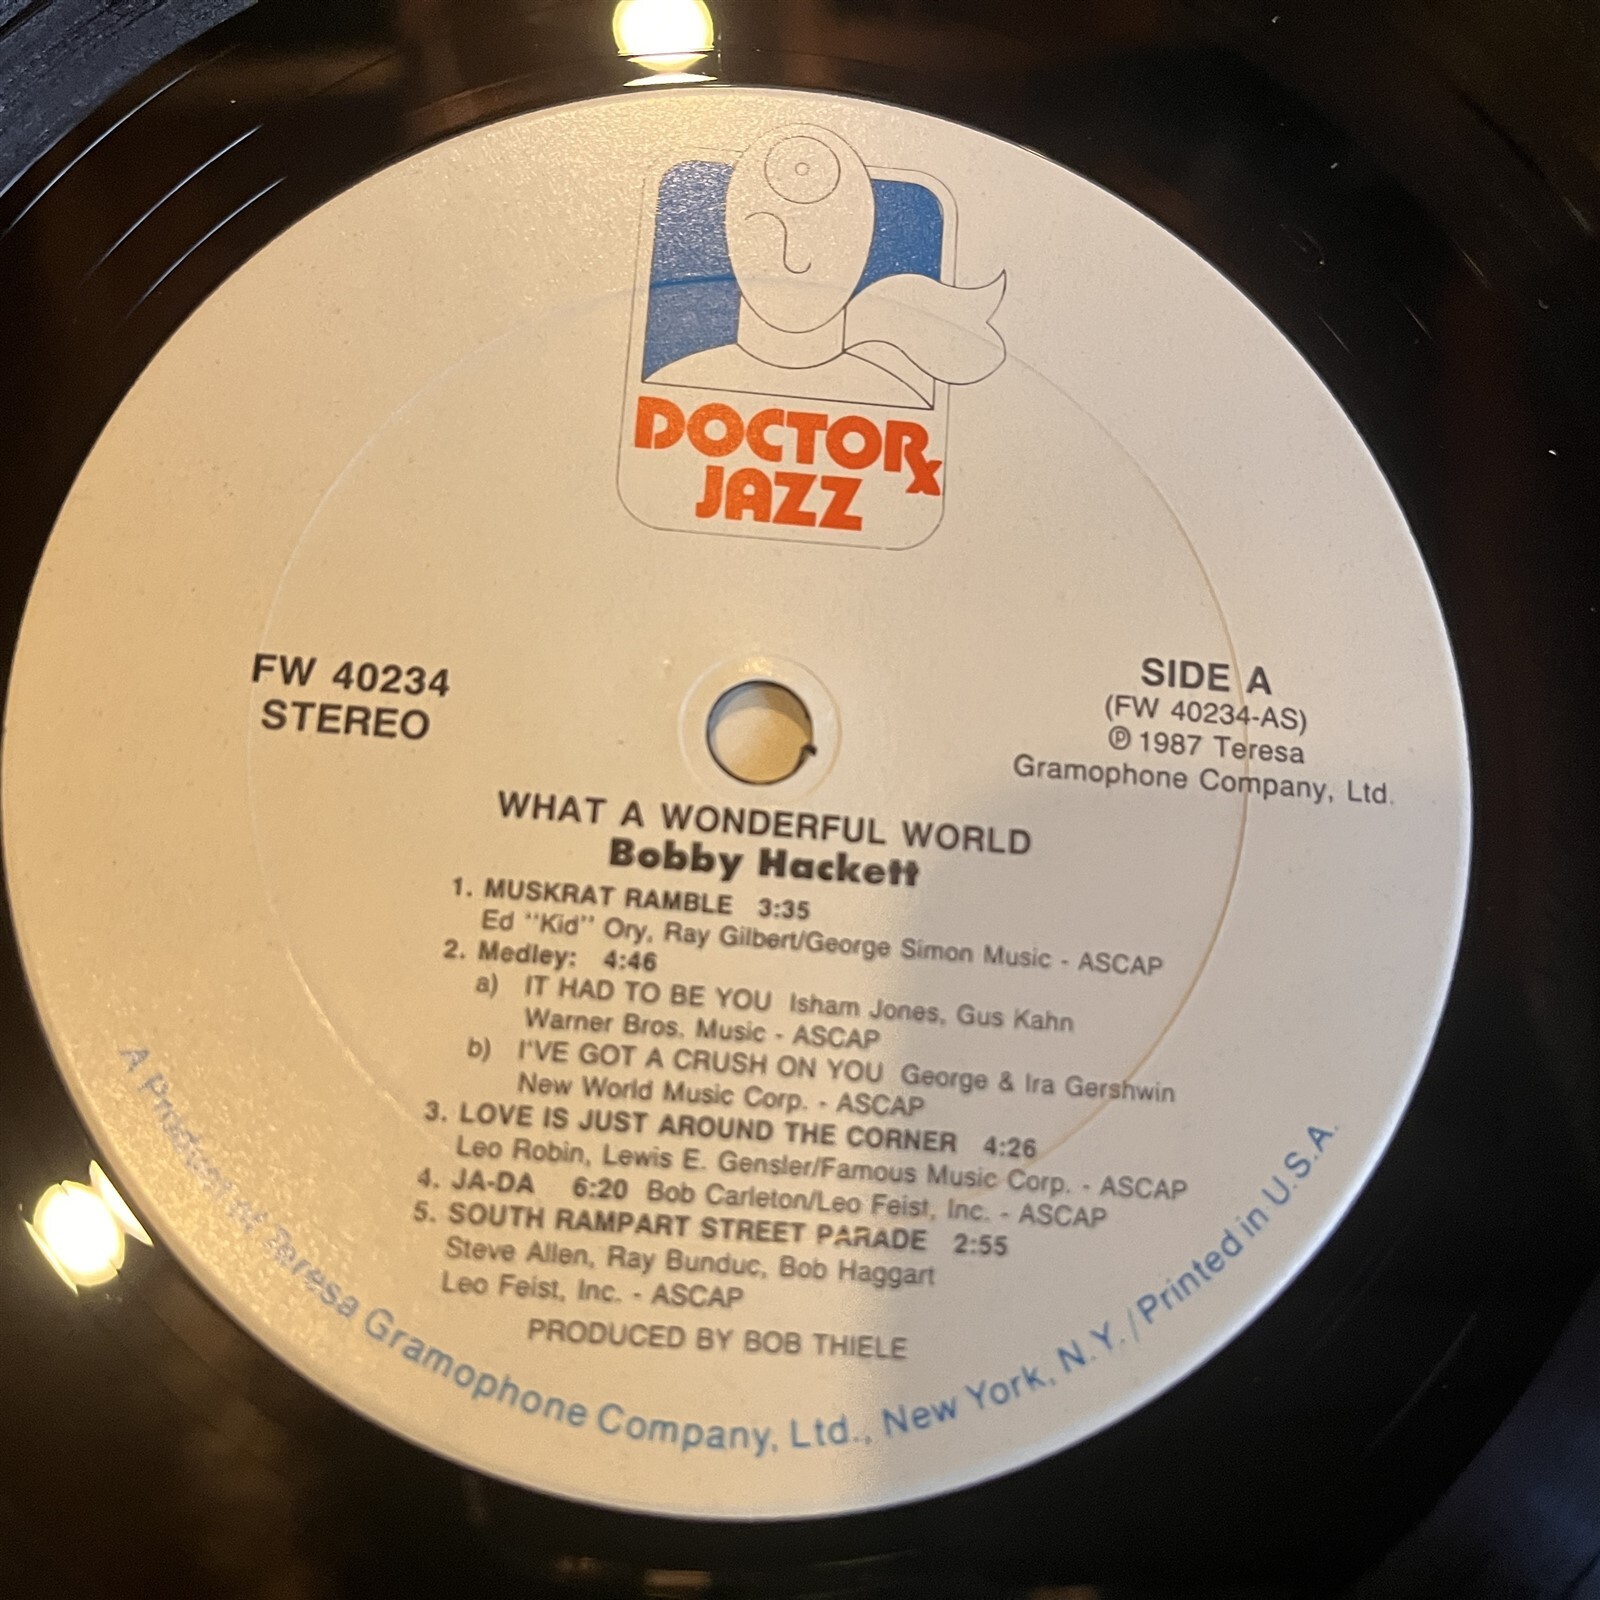 DOCTORx
JAZZ
FW 40234
STEREO
SIDE A
(FW 40234-AS)
Ⓟ 1987 Teresa
Gramophone Company, Ltd.
WHAT A WONDERFUL WORLD
Bobby Hackett
1. MUSKRAT RAMBLE 3:35
Ed "Kid" Ory, Ray Gilbert/George Simon Music - ASCAP
2. Medley: 4:46
a) IT HAD TO BE YOU Isham Jones, Gus Kahn
Warner Bros. Music - ASCAP
b) I'VE GOT A CRUSH ON YOU George & Ira Gershwin
New World Music Corp. - ASCAP
3. LOVE IS JUST AROUND THE CORNER 4:26
Leo Robin, Lewis E. Gensler/Famous Music Corp. - ASCAP
4. JA-DA 6:20 Bob Carleton/Leo Feist, Inc. - ASCAP
5. SOUTH RAMPART STREET PARADE 2:55
Steve Allen, Ray Bunduc, Bob Haggart
Leo Feist, Inc. - ASCAP
PRODUCED BY BOB THIELE
A Product of Teresa Gramophone Company, Ltd., New York, N.Y. / Printed in U.S.A.